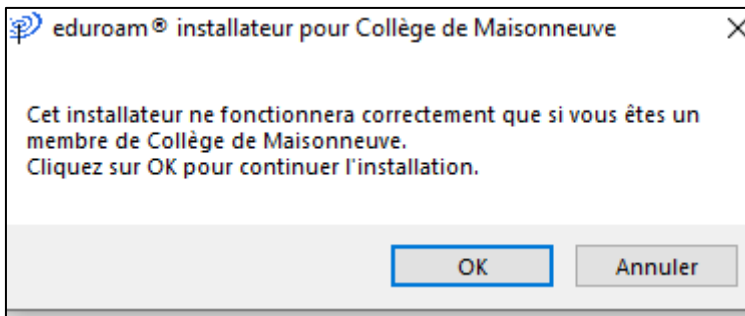 eduroam® installateur pour Collège de Maisonneuve
Cet installateur ne fonctionnera correctement que si vous êtes un
membre de Collège de Maisonneuve.
Cliquez sur OK pour continuer l'installation.
OK Annuler